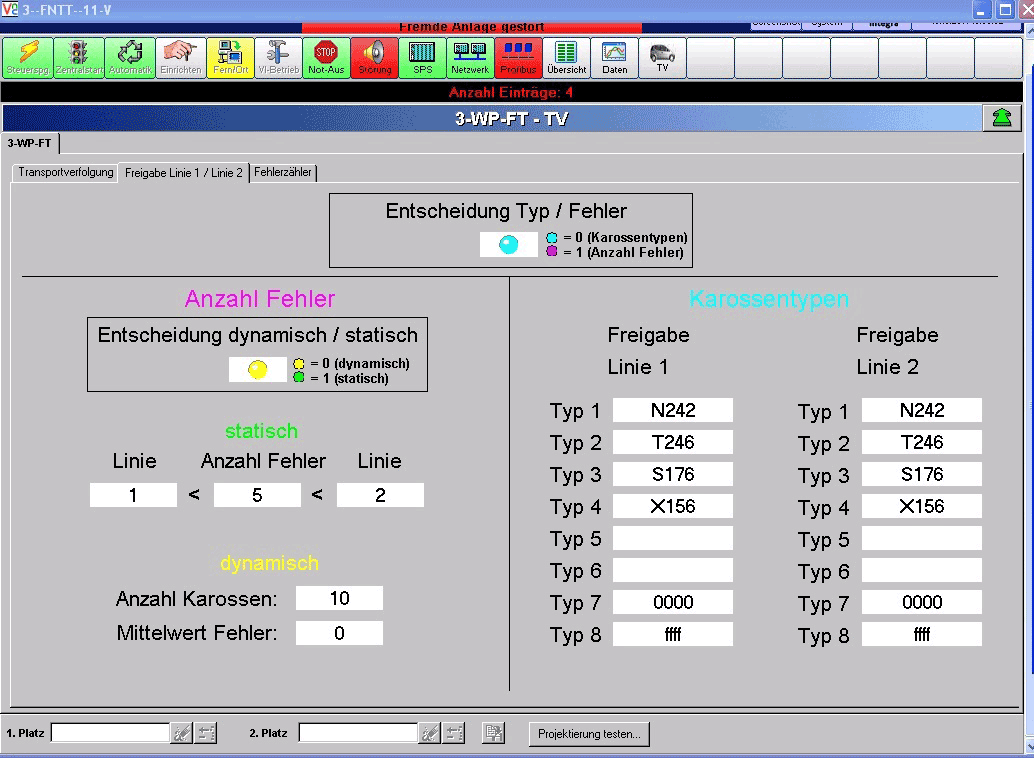 3--FNTT--11-V
Fremde Anlage gestört
Steuerspg. Zentralstart Automatik Einrichten Fern/Ort VI-Betrieb Not-Aus Störung SPS Netzwerk Profibus Übersicht Daten TV
Anzahl Einträge: 4
3-WP-FT - TV
3-WP-FT
Transportverfolgung Freigabe Linie 1 / Linie 2 Fehlerzähler
Entscheidung Typ / Fehler
= 0 (Karossentypen)
= 1 (Anzahl Fehler)
Anzahl Fehler
Entscheidung dynamisch / statisch
= 0 (dynamisch)
= 1 (statisch)
statisch
Linie Anzahl Fehler Linie
1 < 5 < 2
dynamisch
Anzahl Karossen: 10
Mittelwert Fehler: 0
Karossentypen
Freigabe Freigabe
Linie 1 Linie 2
Typ 1 N242 Typ 1 N242
Typ 2 T246 Typ 2 T246
Typ 3 S176 Typ 3 S176
Typ 4 X156 Typ 4 X156
Typ 5 Typ 5
Typ 6 Typ 6
Typ 7 0000 Typ 7 0000
Typ 8 ffff Typ 8 ffff
1. Platz 2. Platz Projektierung testen...